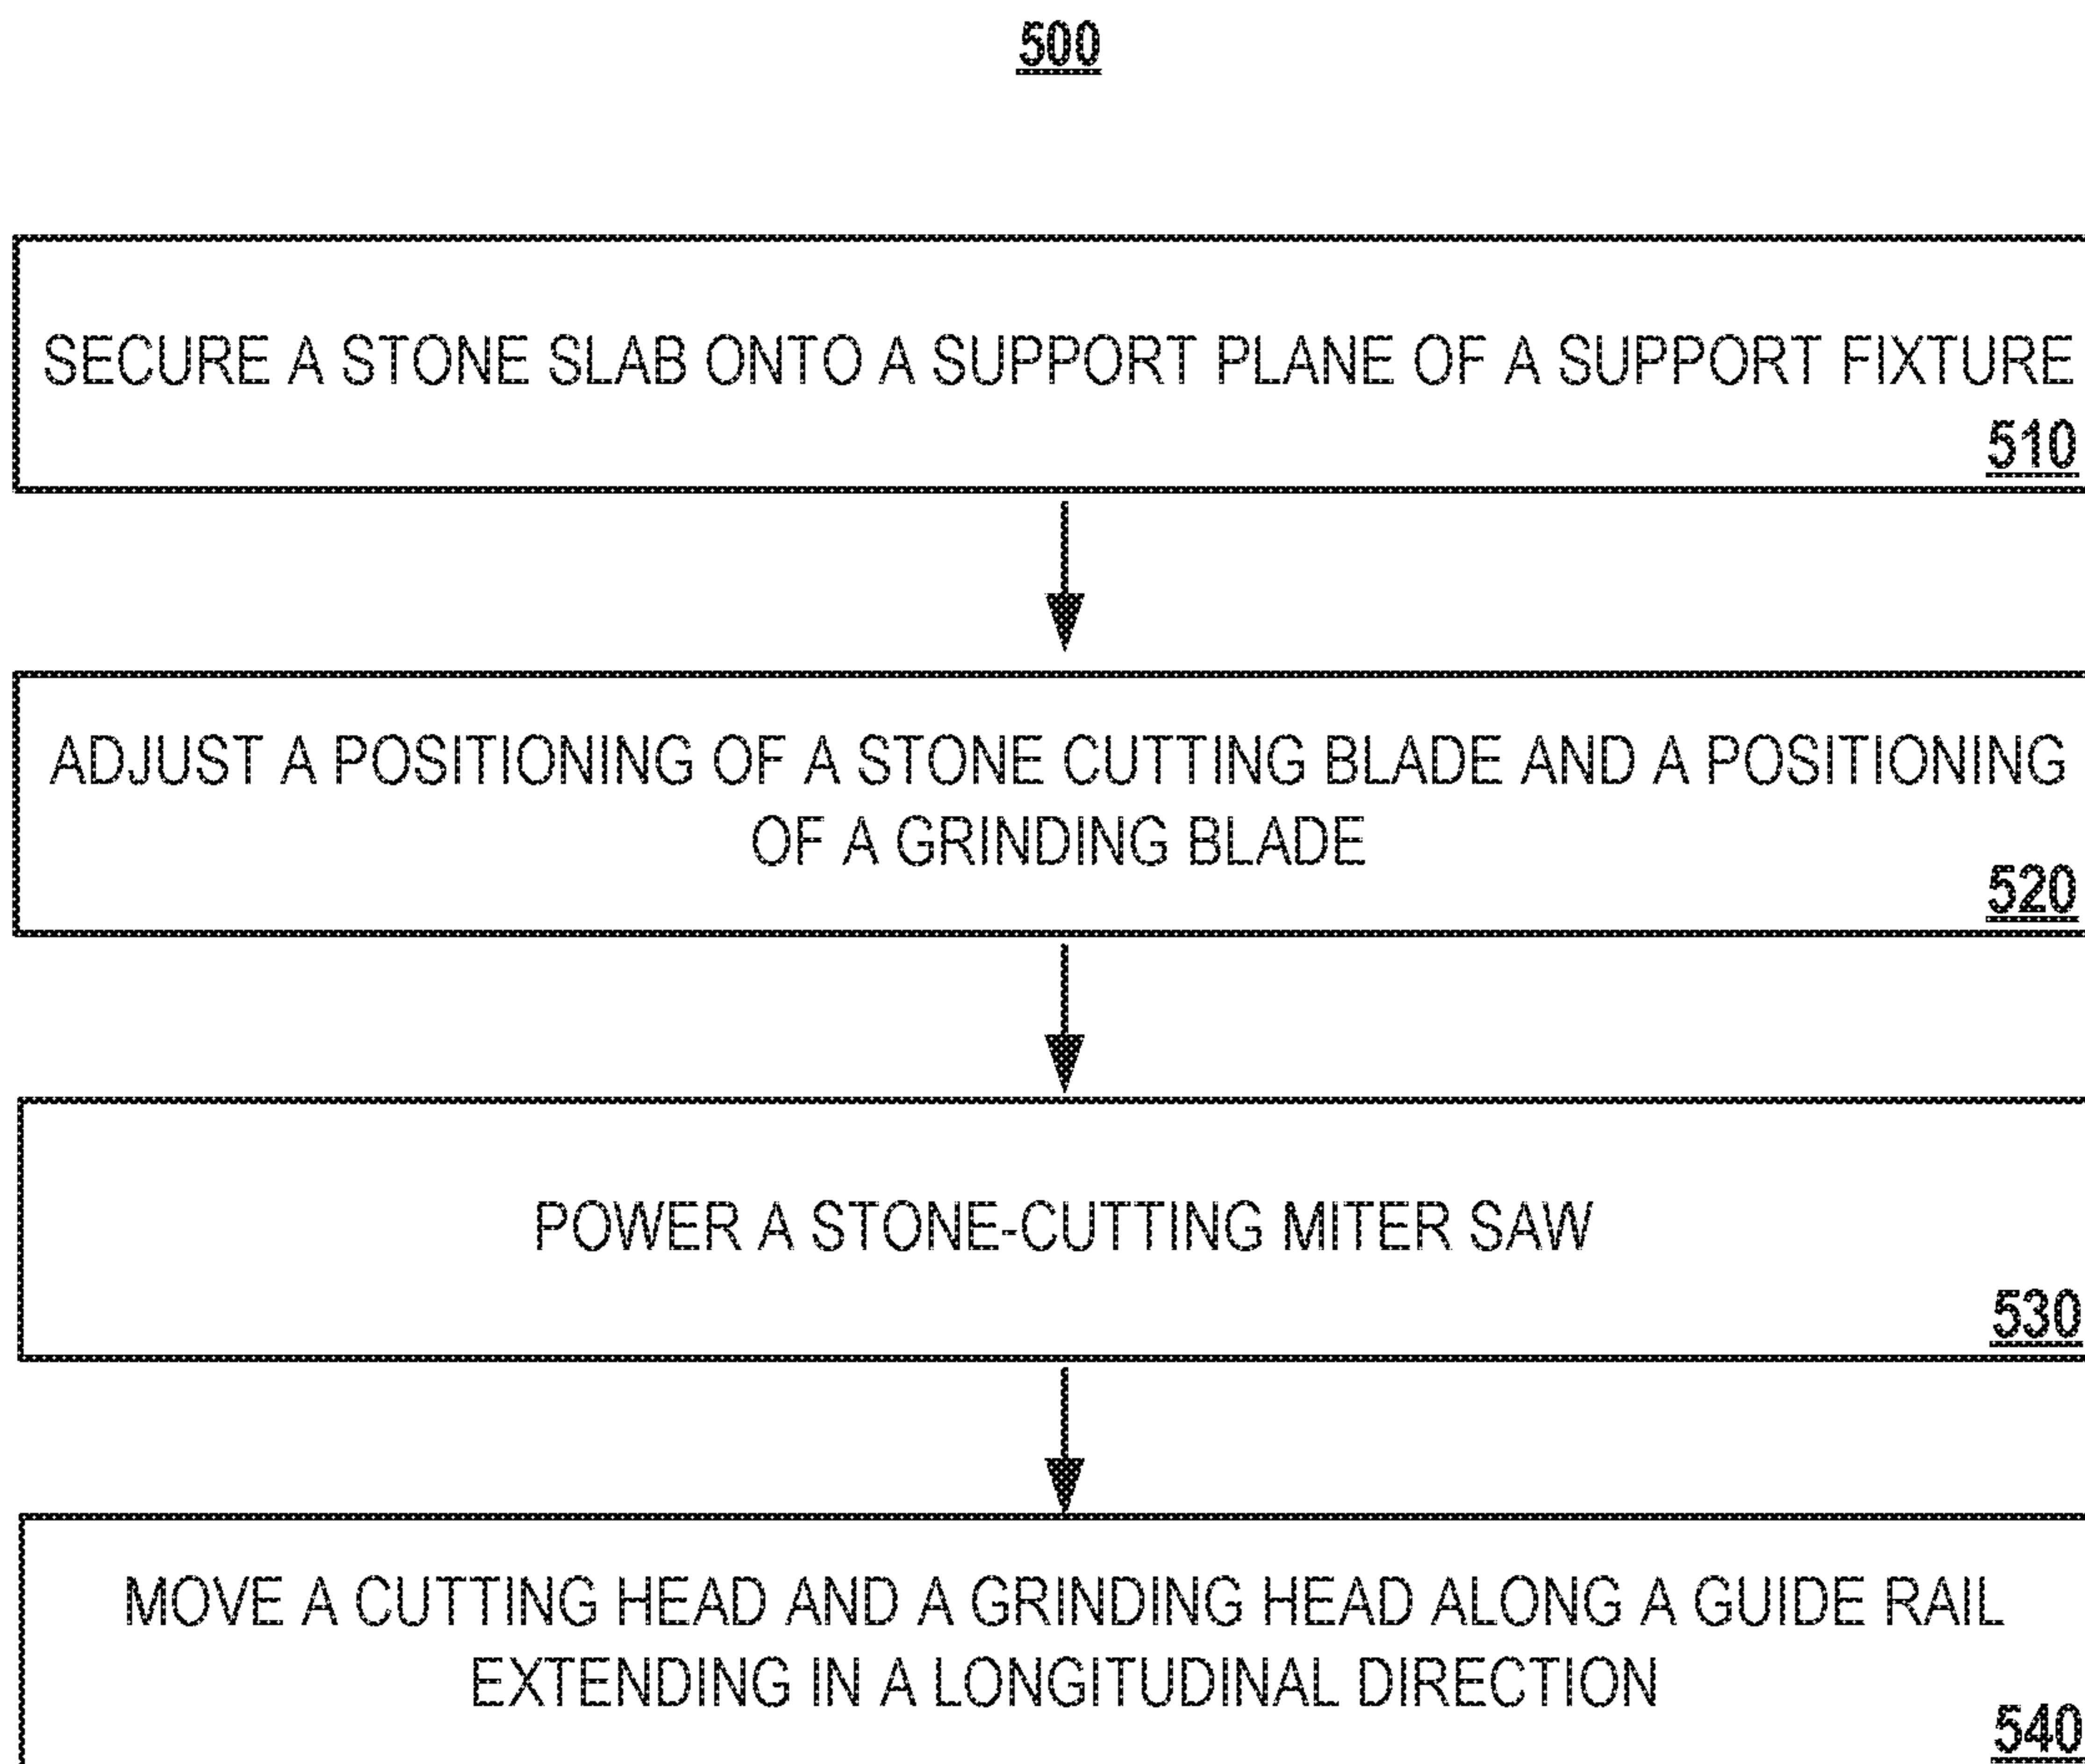 500
SECURE A STONE SLAB ONTO A SUPPORT PLANE OF A SUPPORT FIXTURE
510
ADJUST A POSITIONING OF A STONE CUTTING BLADE AND A POSITIONING
OF A GRINDING BLADE
520
POWER A STONE-CUTTING MITER SAW
530
MOVE A CUTTING HEAD AND A GRINDING HEAD ALONG A GUIDE RAIL
EXTENDING IN A LONGITUDINAL DIRECTION
540